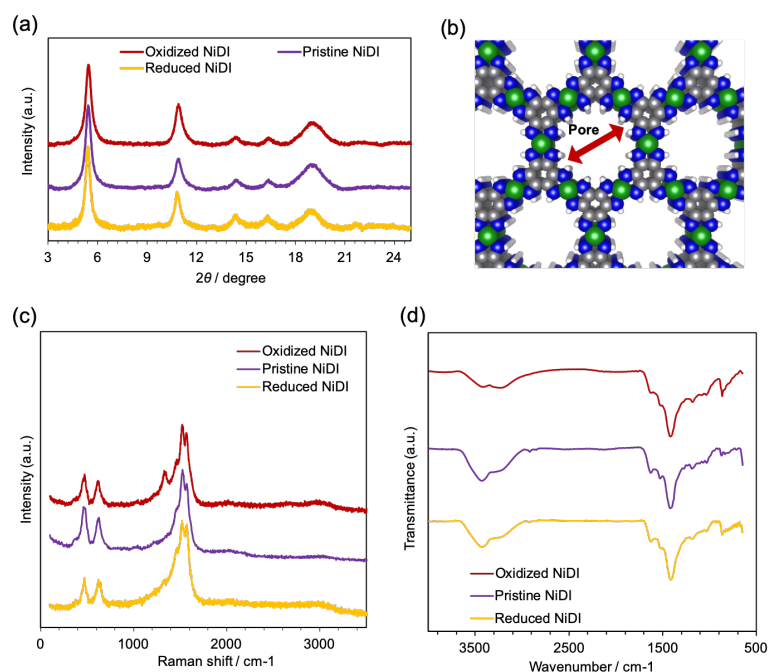 (a)
Oxidized NiDI
Pristine NiDI
Reduced NiDI
Intensity (a.u.)
3 6 9 12 15 18 21 24
2θ / degree
(b)
Pore
(c)
Oxidized NiDI
Pristine NiDI
Reduced NiDI
Intensity (a.u.)
0 1000 2000 3000
Raman shift / cm-1
(d)
Transmittance (a.u.)
Oxidized NiDI
Pristine NiDI
Reduced NiDI
3500 2500 1500 500
Wavenumber / cm-1